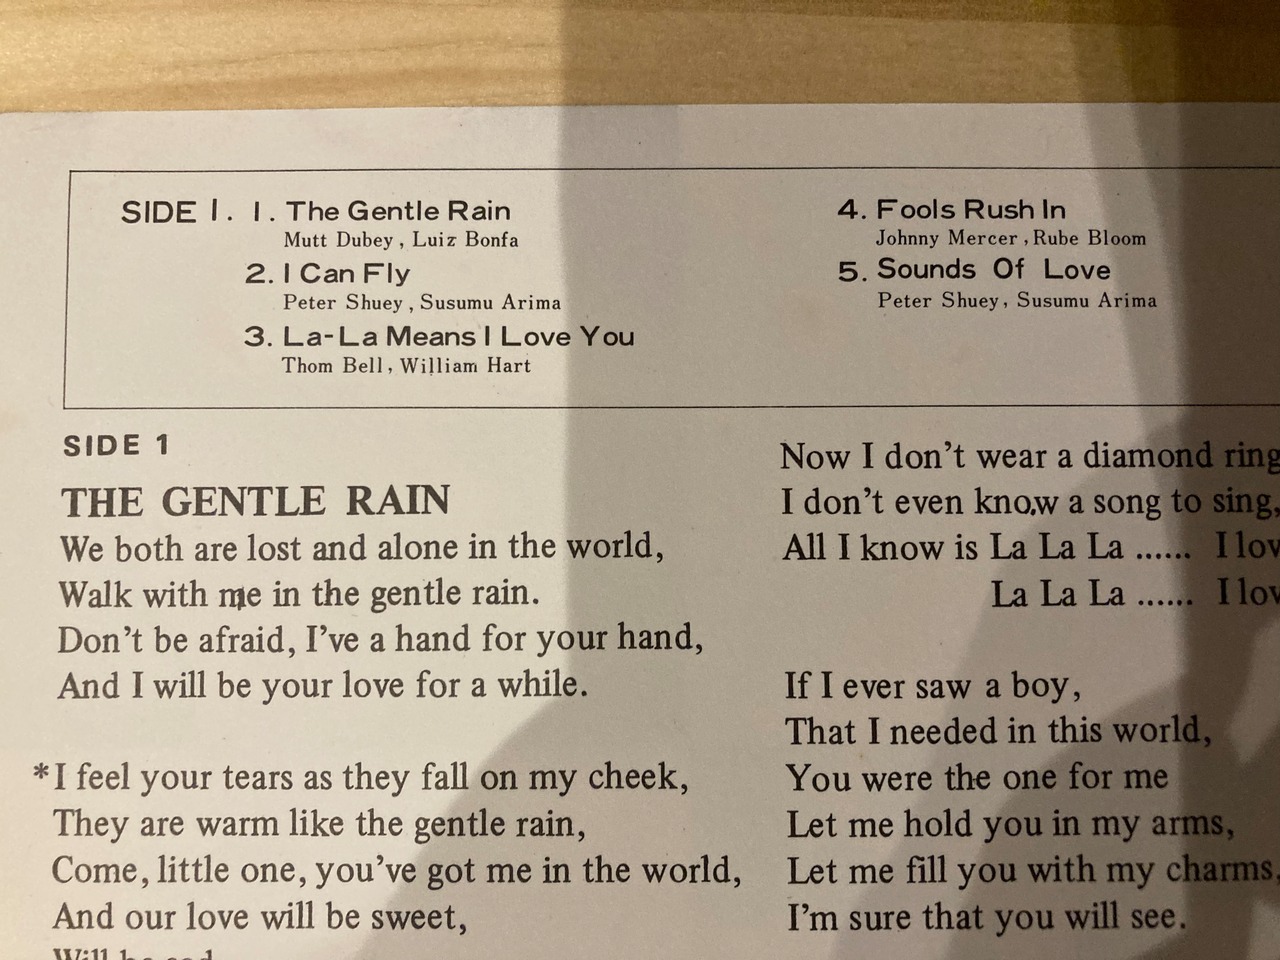 SIDE 1. 1. The Gentle Rain
Mutt Dubey, Luiz Bonfa
2. I Can Fly
Peter Shuey, Susumu Arima
3. La-La Means I Love You
Thom Bell, William Hart
4. Fools Rush In
Johnny Mercer, Rube Bloom
5. Sounds Of Love
Peter Shuey, Susumu Arima
SIDE 1
THE GENTLE RAIN
We both are lost and alone in the world,
Walk with me in the gentle rain.
Don't be afraid, I've a hand for your hand,
And I will be your love for a while.
*I feel your tears as they fall on my cheek,
They are warm like the gentle rain,
Come, little one, you've got me in the world,
And our love will be sweet,
Now I don't wear a diamond ring
I don't even know a song to sing,
All I know is La La La ...... I lov
La La La ...... I lov
If I ever saw a boy,
That I needed in this world,
You were the one for me
Let me hold you in my arms,
Let me fill you with my charms,
I'm sure that you will see.